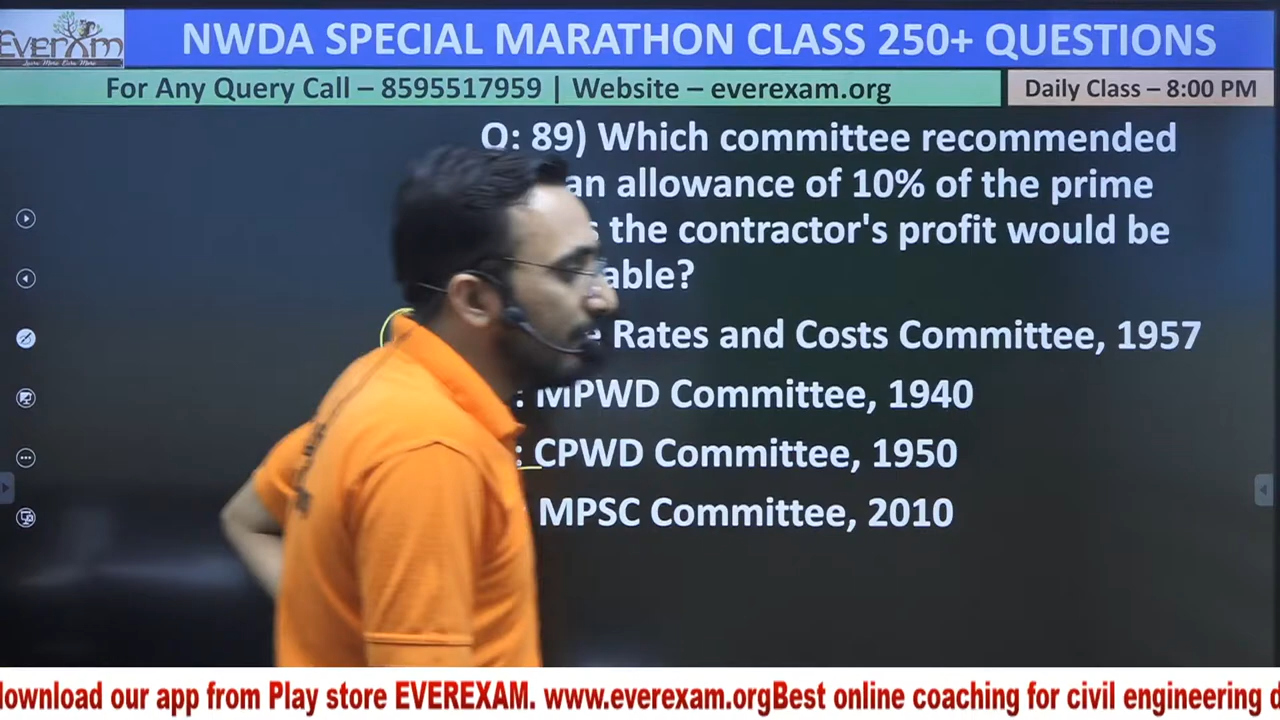 EverExam
NWDA SPECIAL MARATHON CLASS 250+ QUESTIONS
For Any Query Call – 8595517959 | Website – everexam.org
Daily Class – 8:00 PM
Q: 89) Which committee recommended
an allowance of 10% of the prime
the contractor's profit would be
able?
Rates and Costs Committee, 1957
: MPWD Committee, 1940
: CPWD Committee, 1950
MPSC Committee, 2010
ownload our app from Play store EVEREXAM. www.everexam.orgBest online coaching for civil engineering d